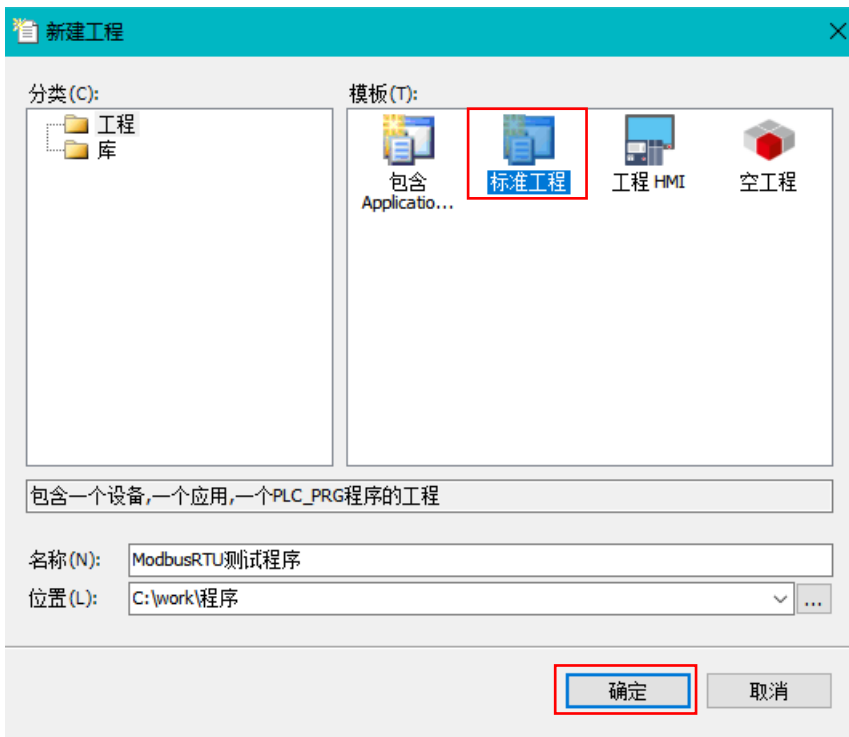 新建工程
分类(C):
模板(T):
工程
库
包含
Applicatio...
标准工程
工程 HMI
空工程
包含一个设备,一个应用,一个PLC_PRG程序的工程
名称(N):
ModbusRTU测试程序
位置(L):
C:\work\程序
...
确定
取消